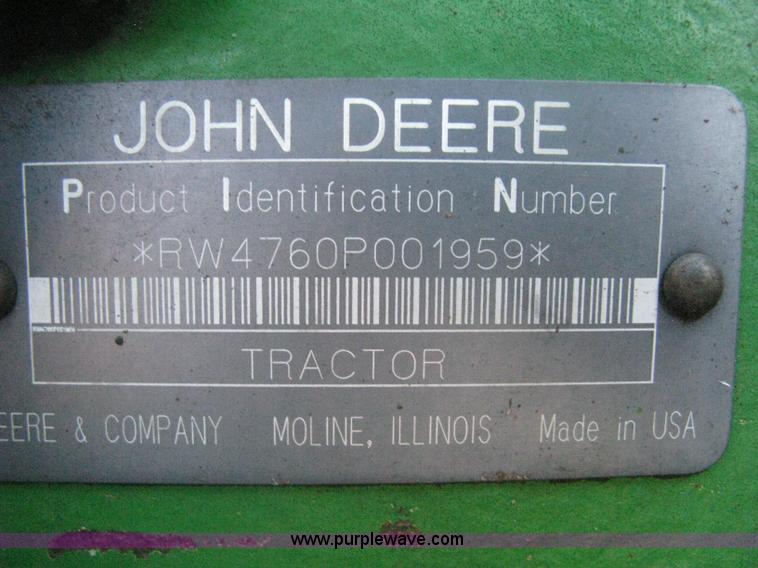 JOHN DEERE
Product Identification Number
*RW4760P001959*
TRACTOR
EERE & COMPANY MOLINE, ILLINOIS Made in USA
www.purplewave.com